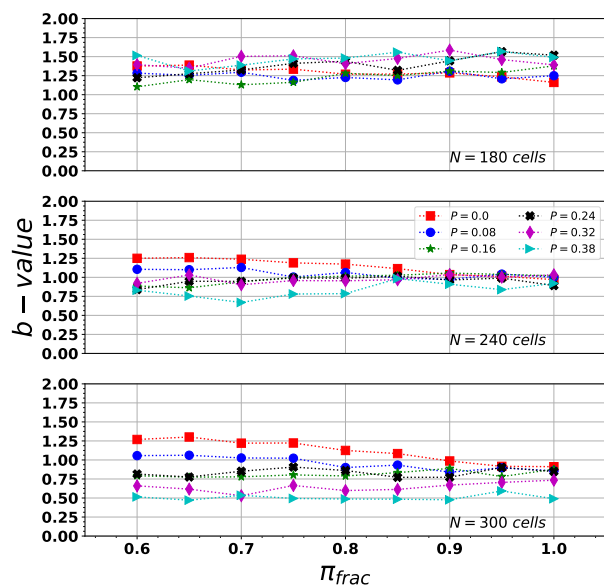 2.00
1.75
1.50
1.25
1.00
0.75
0.50
0.25
0.00
N = 180 cells
2.00
1.75
1.50
1.25
1.00
0.75
0.50
0.25
0.00
P = 0.0
P = 0.08
P = 0.16
P = 0.24
P = 0.32
P = 0.38
N = 240 cells
b − value
2.00
1.75
1.50
1.25
1.00
0.75
0.50
0.25
0.00
N = 300 cells
0.6 0.7 0.8 0.9 1.0
π_frac